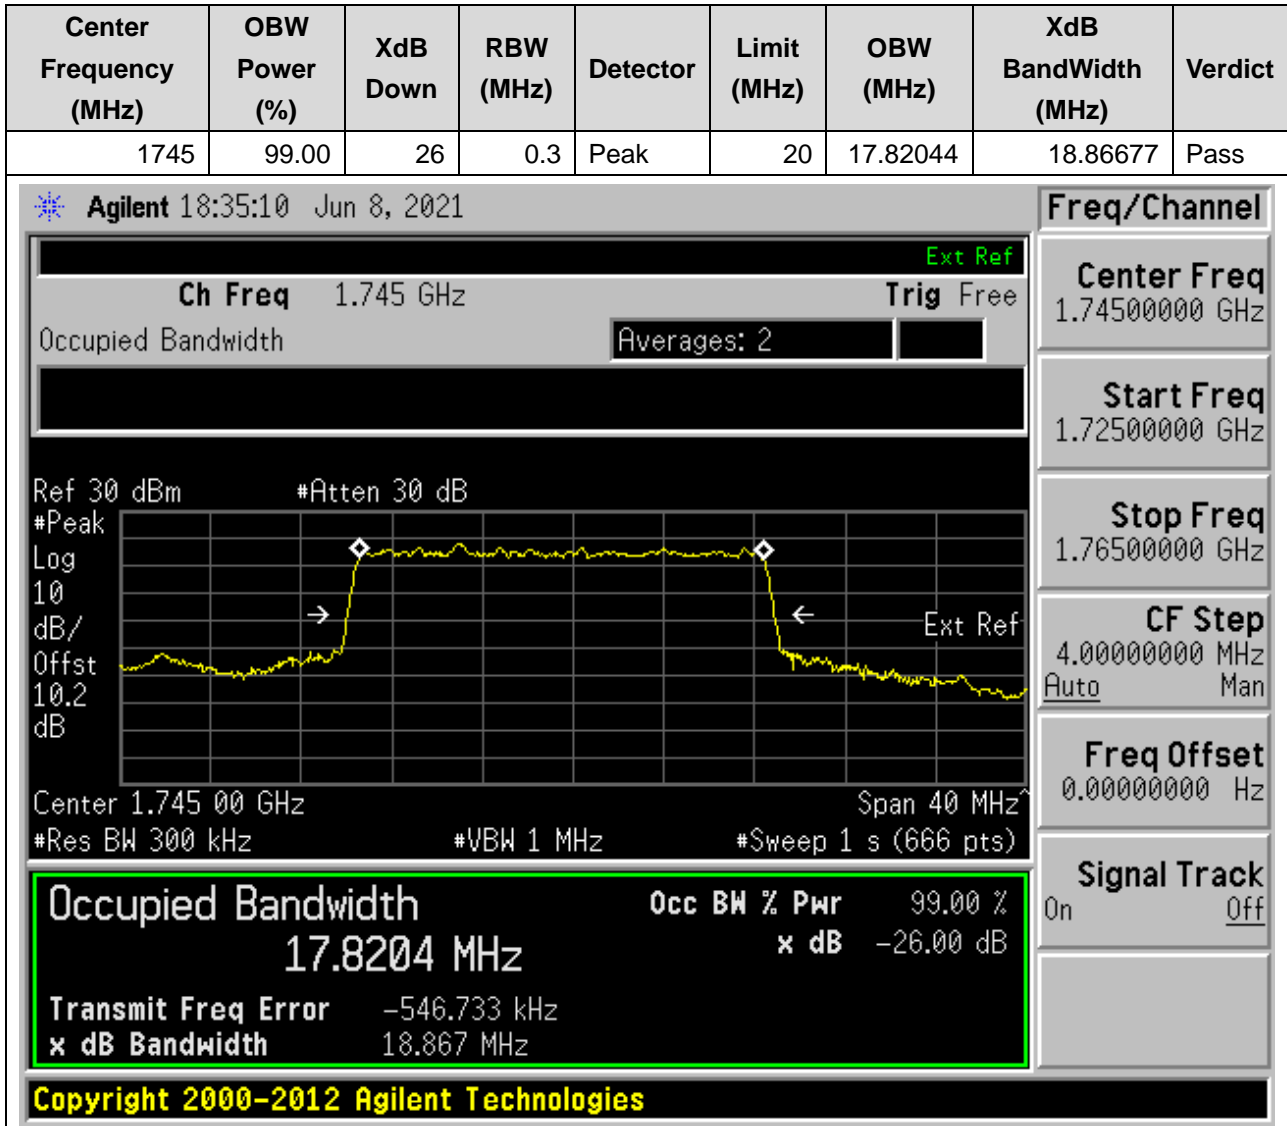 Center Frequency (MHz) OBW Power (%) XdB Down RBW (MHz) Detector Limit (MHz) OBW (MHz) XdB BandWidth (MHz) Verdict
1745 99.00 26 0.3 Peak 20 17.82044 18.86677 Pass
Agilent 18:35:10 Jun 8, 2021
Freq/Channel
Ext Ref
Ch Freq 1.745 GHz Trig Free
Occupied Bandwidth Averages: 2
Center Freq
1.74500000 GHz
Start Freq
1.72500000 GHz
Stop Freq
1.76500000 GHz
CF Step
4.00000000 MHz
Auto Man
Freq Offset
0.00000000 Hz
Signal Track
On Off
Ref 30 dBm #Atten 30 dB
#Peak
Log
10
dB/
Offst
10.2
dB
Ext Ref
Center 1.745 00 GHz Span 40 MHz^
#Res BW 300 kHz #VBW 1 MHz #Sweep 1 s (666 pts)
Occupied Bandwidth Occ BW % Pwr 99.00 %
17.8204 MHz x dB -26.00 dB
Transmit Freq Error -546.733 kHz
x dB Bandwidth 18.867 MHz
Copyright 2000-2012 Agilent Technologies